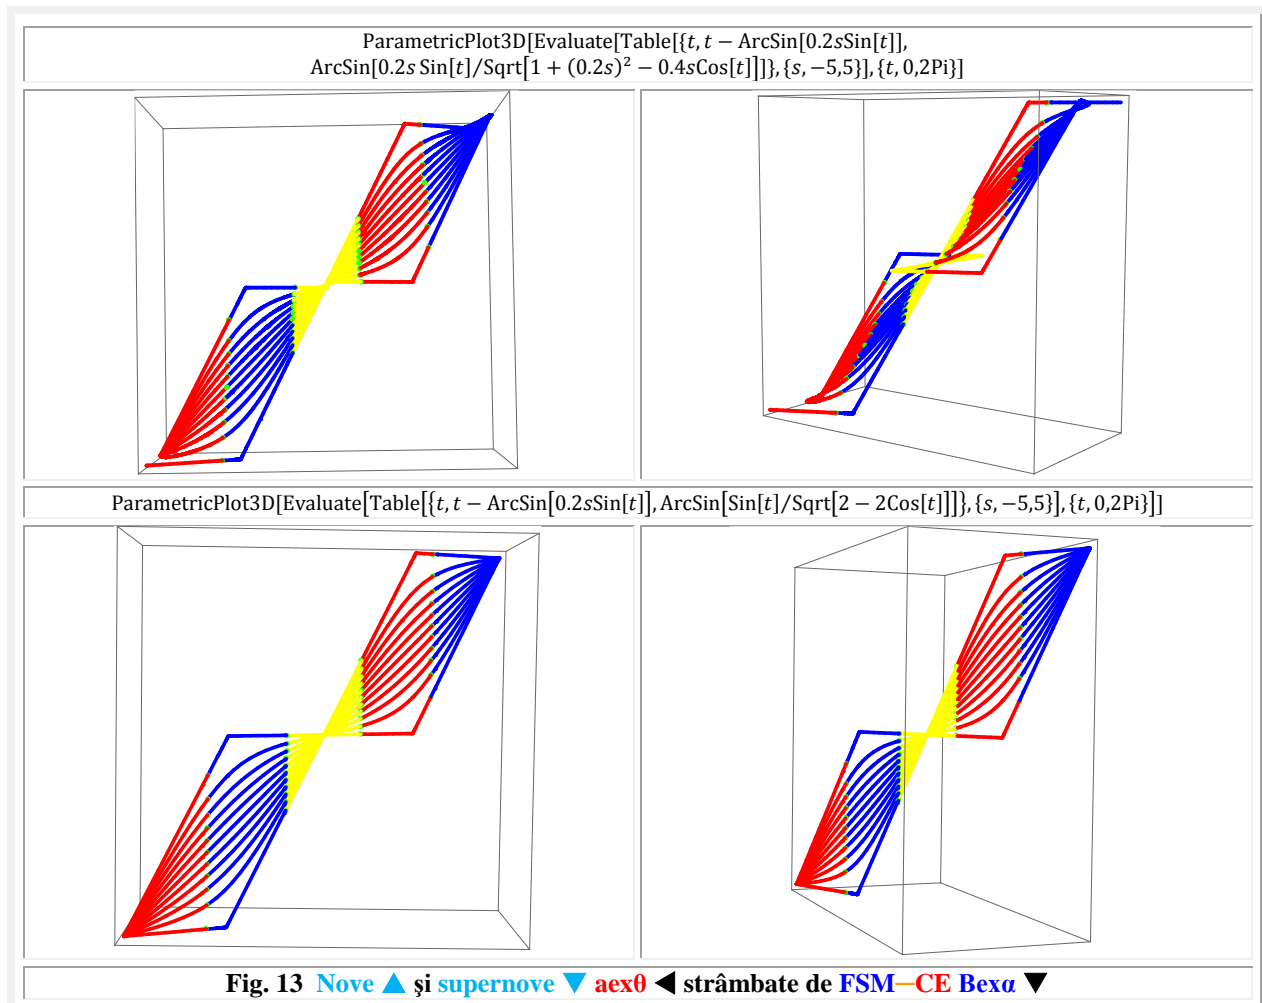 ParametricPlot3D[Evaluate[Table[{t, t − ArcSin[0.2sSin[t]],
ArcSin[0.2s Sin[t]/Sqrt[1 + (0.2s)² − 0.4sCos[t]]]},{s, −5,5}],{t, 0,2Pi}]
ParametricPlot3D[Evaluate[Table[{t, t − ArcSin[0.2sSin[t]], ArcSin[Sin[t]/Sqrt[2 − 2Cos[t]]]},{s, −5,5}],{t, 0,2Pi}]]
Fig. 13 Nove ▲ şi supernove ▼ aexθ ◀ strâmbate de FSM−CE Bexα ▼